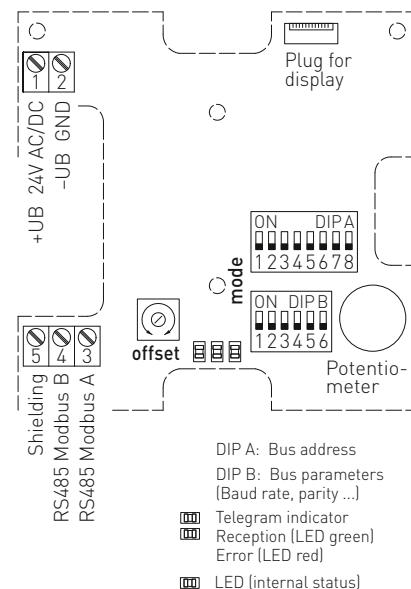 Plug for
display
1 2
+UB 24V AC/DC
–UB GND
mode
ON DIP A
1 2 3 4 5 6 7 8
ON DIP B
1 2 3 4 5 6
offset
Potentio-
meter
5 4 3
Shielding
RS485 Modbus B
RS485 Modbus A
DIP A: Bus address
DIP B: Bus parameters
(Baud rate, parity ...)
Telegram indicator
Reception (LED green)
Error (LED red)
LED (internal status)